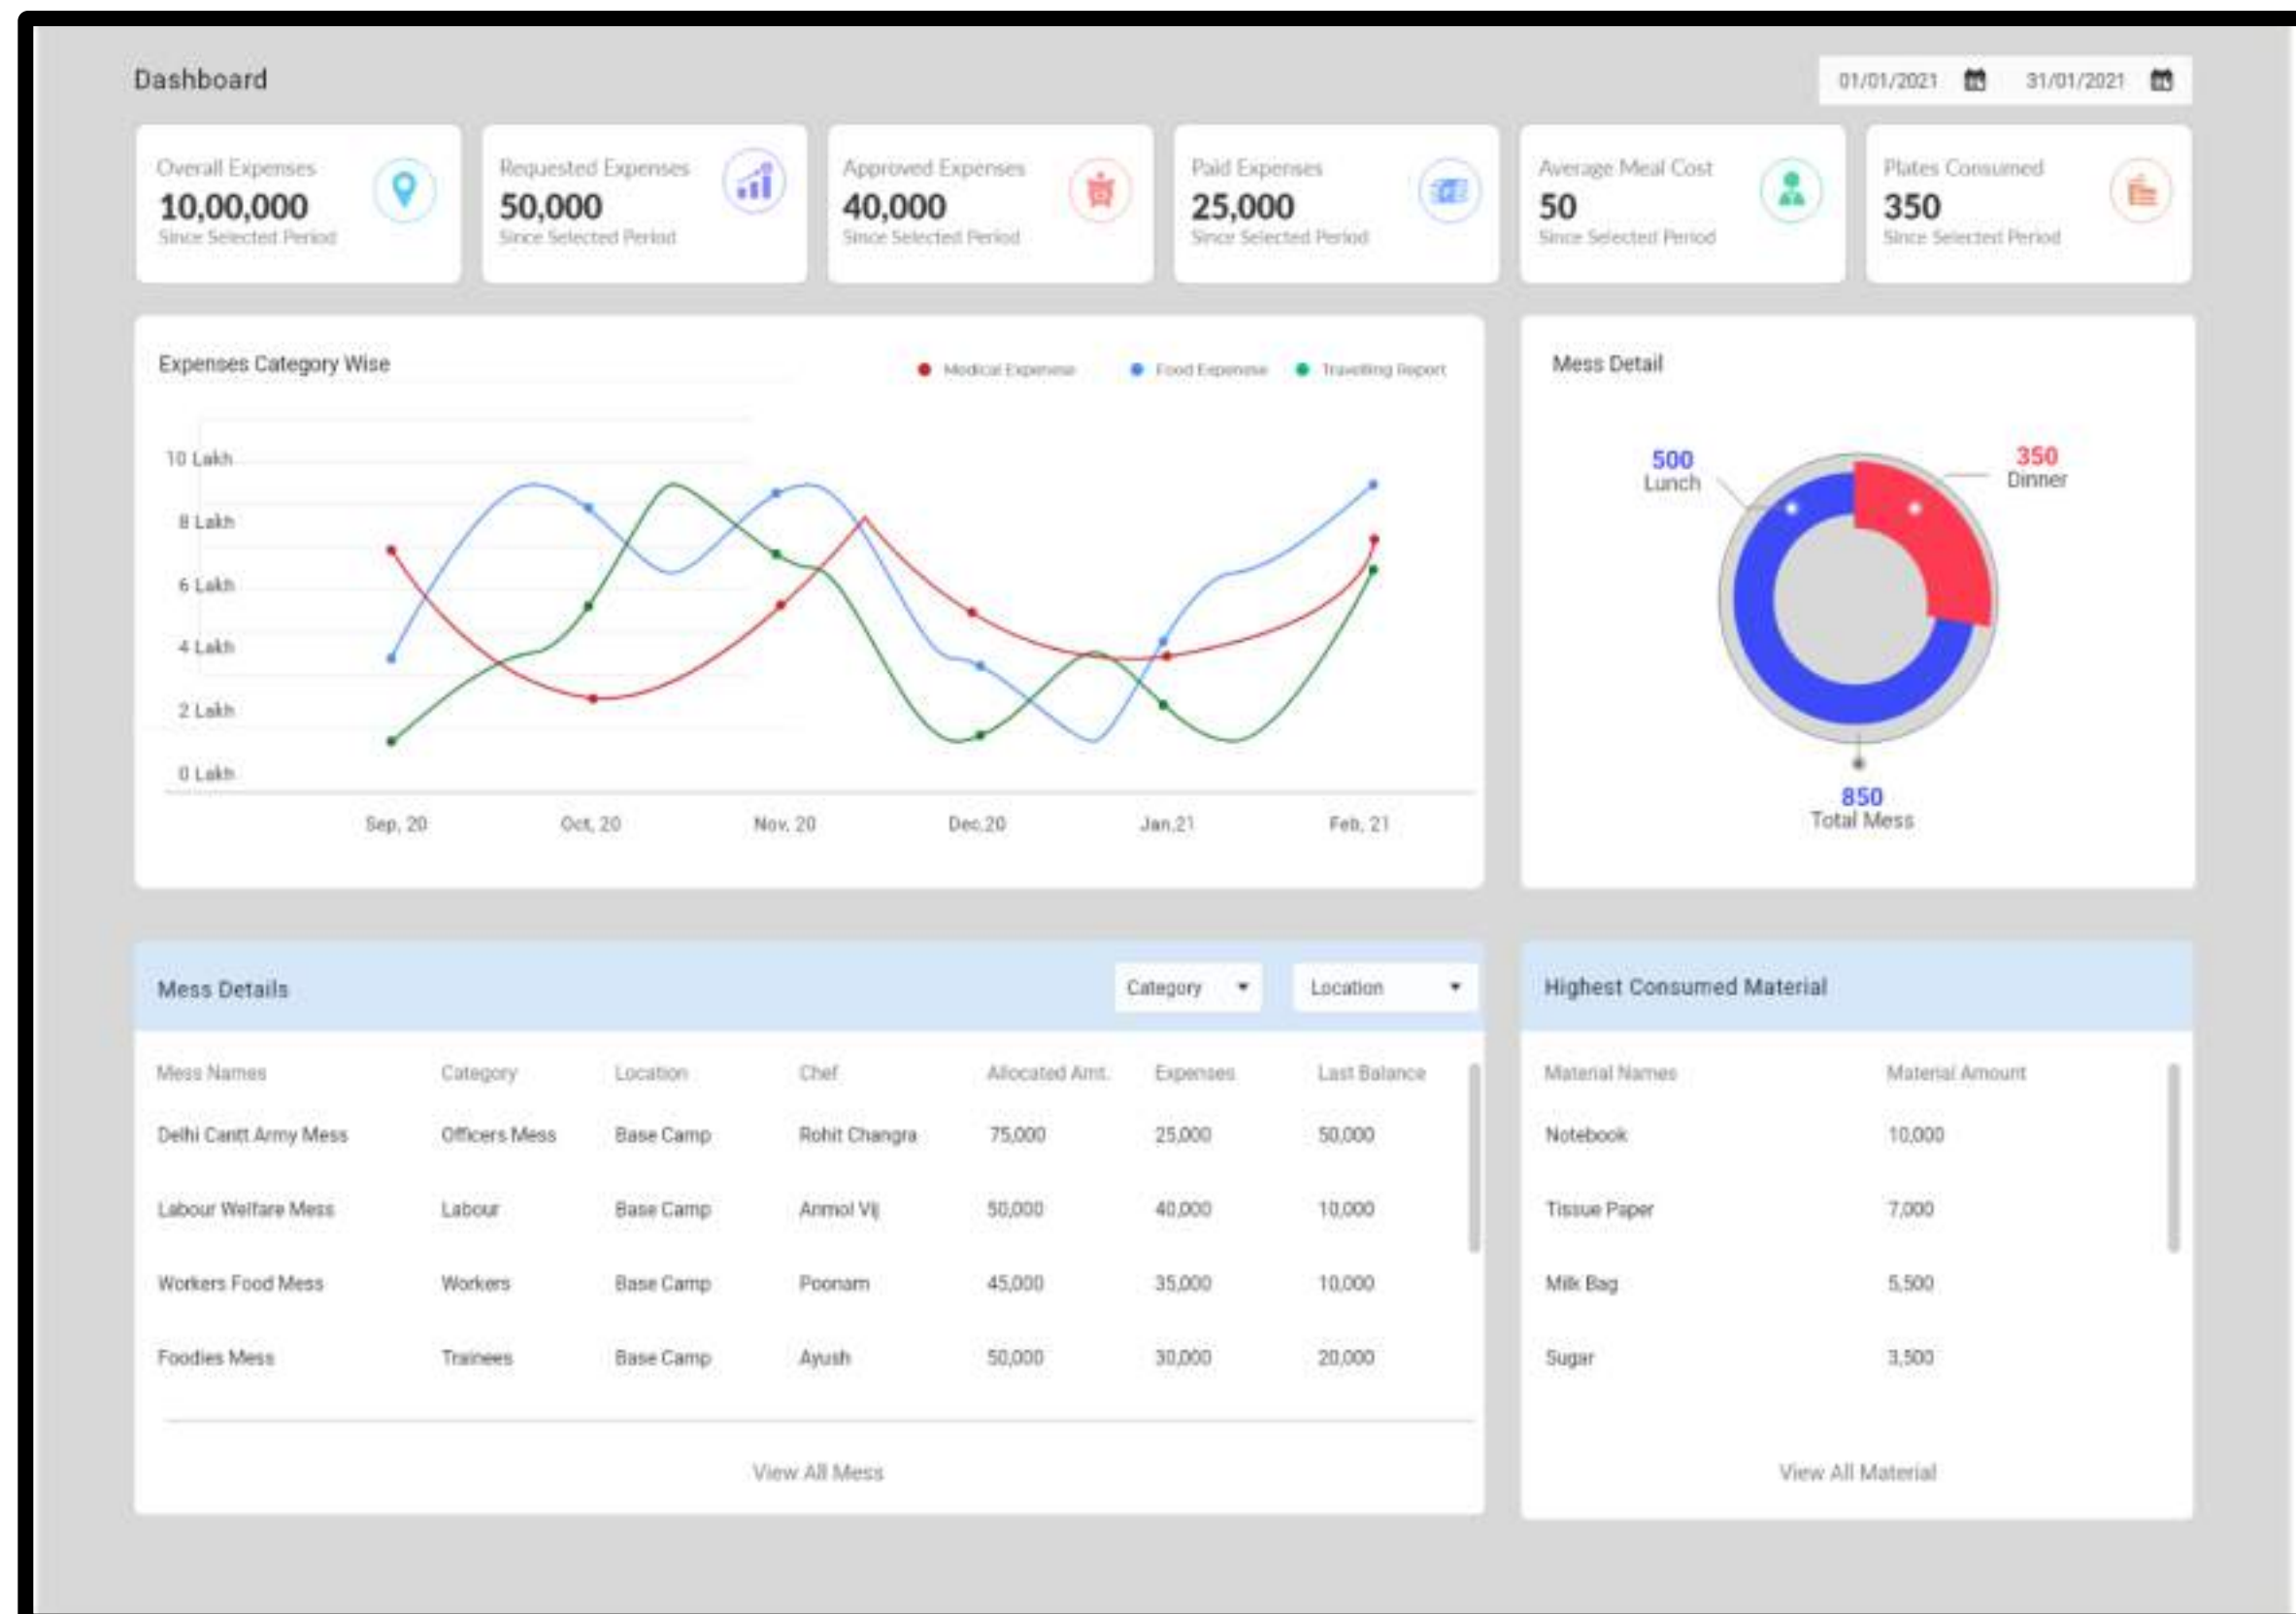 Dashboard
01/01/2021 31/01/2021
Overall Expenses
10,00,000
Since Selected Period
Requested Expenses
50,000
Since Selected Period
Approved Expenses
40,000
Since Selected Period
Paid Expenses
25,000
Since Selected Period
Average Meal Cost
50
Since Selected Period
Plates Consumed
350
Since Selected Period
Expenses Category Wise
Medical Expenese Food Expenese Travelling Report
10 Lakh
8 Lakh
6 Lakh
4 Lakh
2 Lakh
0 Lakh
Sep, 20 Oct, 20 Nov, 20 Dec,20 Jan,21 Feb, 21
Mess Detail
500
Lunch
350
Dinner
850
Total Mess
Mess Details
Category Location
Mess Names Category Location Chef Allocated Amt. Expenses Last Balance
Delhi Cantt Army Mess Officers Mess Base Camp Rohit Changra 75,000 25,000 50,000
Labour Welfare Mess Labour Base Camp Anmol Vij 50,000 40,000 10,000
Workers Food Mess Workers Base Camp Poonam 45,000 35,000 10,000
Foodies Mess Trainees Base Camp Ayush 50,000 30,000 20,000
View All Mess
Highest Consumed Material
Material Names Material Amount
Notebook 10,000
Tissue Paper 7,000
Milk Bag 5,500
Sugar 3,500
View All Material